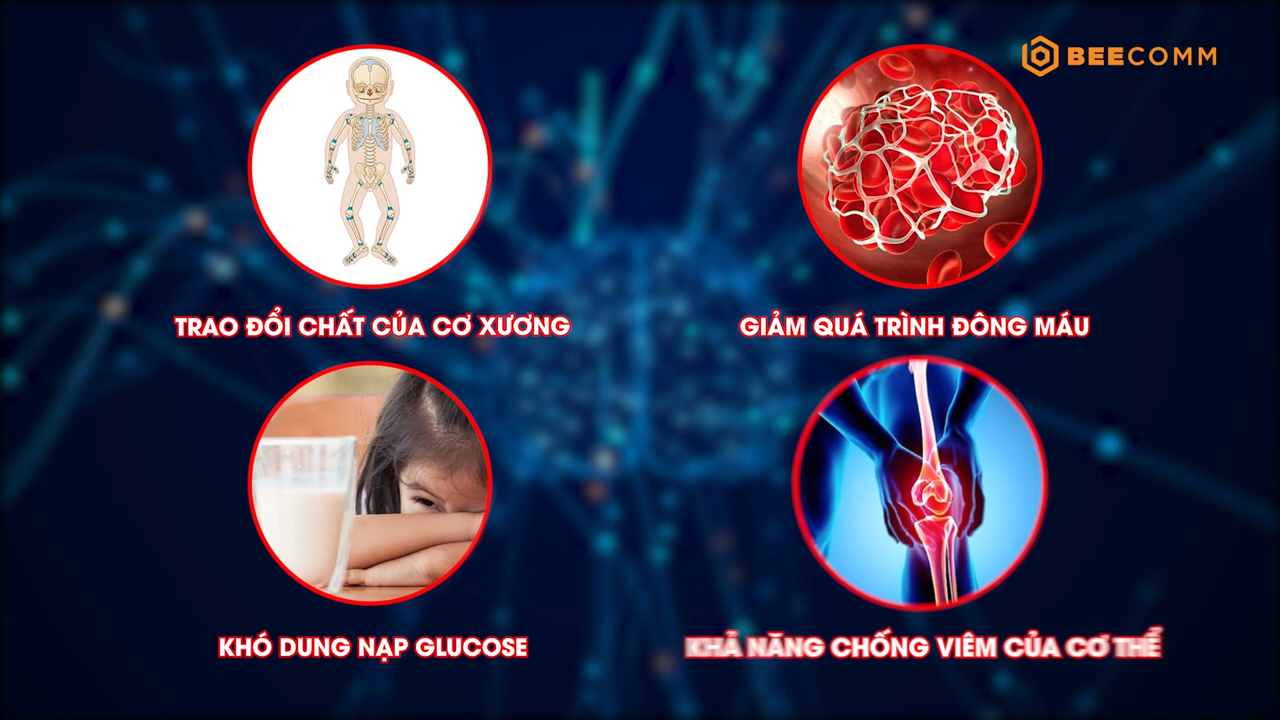 BEECOMM
TRAO ĐỔI CHẤT CỦA CƠ XƯƠNG
GIẢM QUÁ TRÌNH ĐÔNG MÁU
KHÓ DUNG NẠP GLUCOSE
KHẢ NĂNG CHỐNG VIÊM CỦA CƠ THỂ